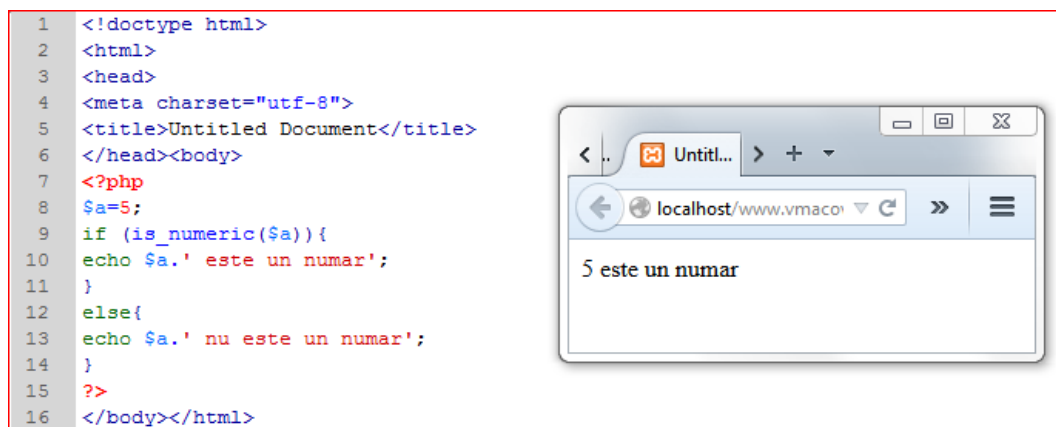 1 <!doctype html>
2 <html>
3 <head>
4 <meta charset="utf-8">
5 <title>Untitled Document</title>
6 </head><body>
7 <?php
8 $a=5;
9 if (is_numeric($a)){
10 echo $a.' este un numar';
11 }
12 else{
13 echo $a.' nu este un numar';
14 }
15 ?>
16 </body></html>
.. Untitl...
localhost/www.vmacov
5 este un numar